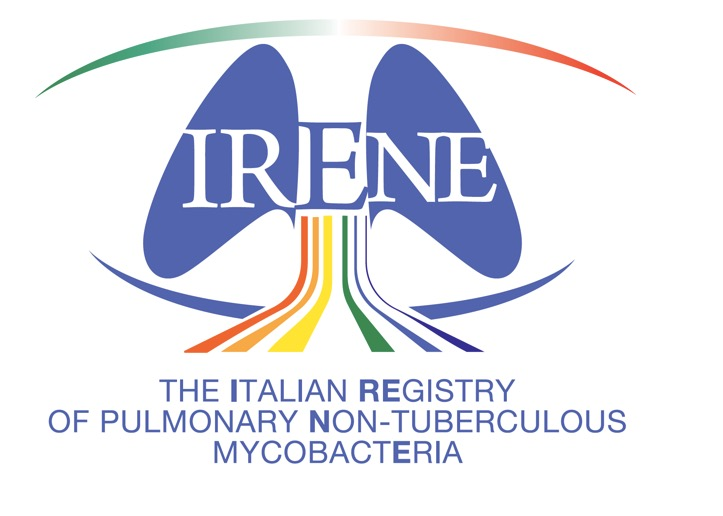 IRENE
THE ITALIAN REGISTRY
OF PULMONARY NON-TUBERCULOUS
MYCOBACTERIA